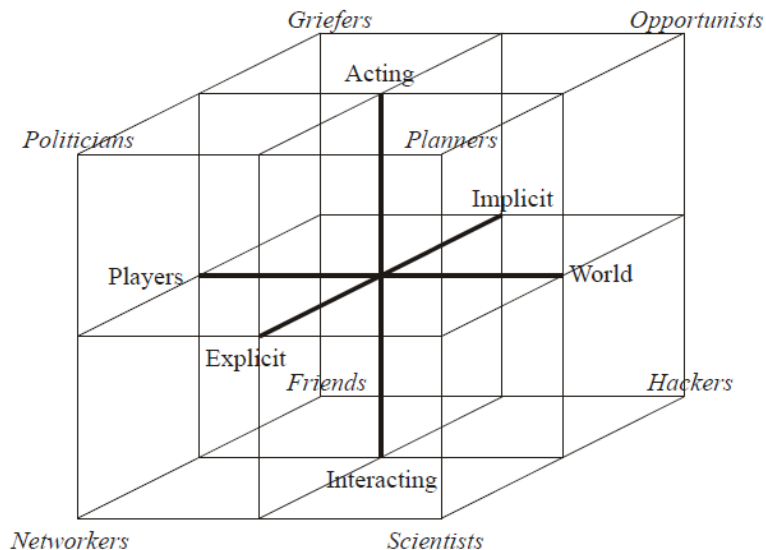 Griefers
Opportunists
Acting
Politicians
Planners
Implicit
Players
World
Explicit
Friends
Hackers
Interacting
Networkers
Scientists